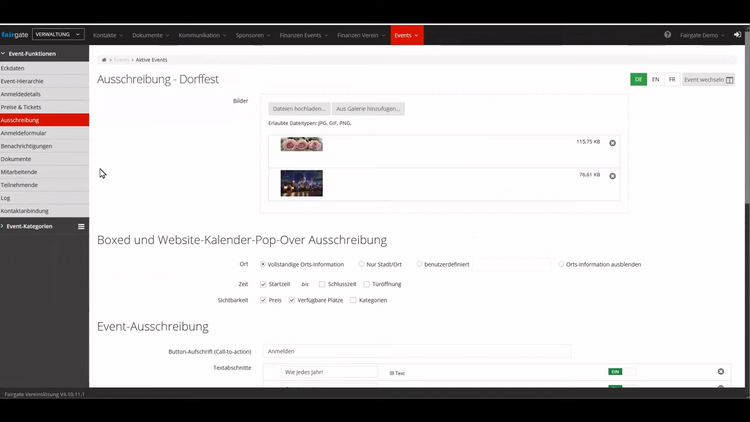 fairgate VERWALTUNG Kontakte Dokumente Kommunikation Sponsoren Finanzen Events Finanzen Verein Events Fairgate Demo
Event-Funktionen
Eckdaten
Event-Hierarchie
Anmeldedetails
Preise & Tickets
Ausschreibung
Anmeldeformular
Benachrichtigungen
Dokumente
Mitarbeitende
Teilnehmende
Log
Kontaktanbindung
Event-Kategorien
Events / Aktive Events
Ausschreibung - Dorffest
DE EN FR Event wechseln
Bilder
Dateien hochladen... Aus Galerie hinzufügen...
Erlaubte Dateitypen: JPG, GIF, PNG.
115,75 KB
76,61 KB
Boxed und Website-Kalender-Pop-Over Ausschreibung
Ort Vollständige Orts-Information Nur Stadt/Ort benutzerdefiniert Orts-Information ausblenden
Zeit Startzeit bis Schlusszeit Türöffnung
Sichtbarkeit Preis Verfügbare Plätze Kategorien
Event-Ausschreibung
Button-Aufschrift (Call-to-action) Anmelden
Textabschnitte Wie jedes Jahr! Text EIN
Fairgate Vereinslösung V4.10.11.1